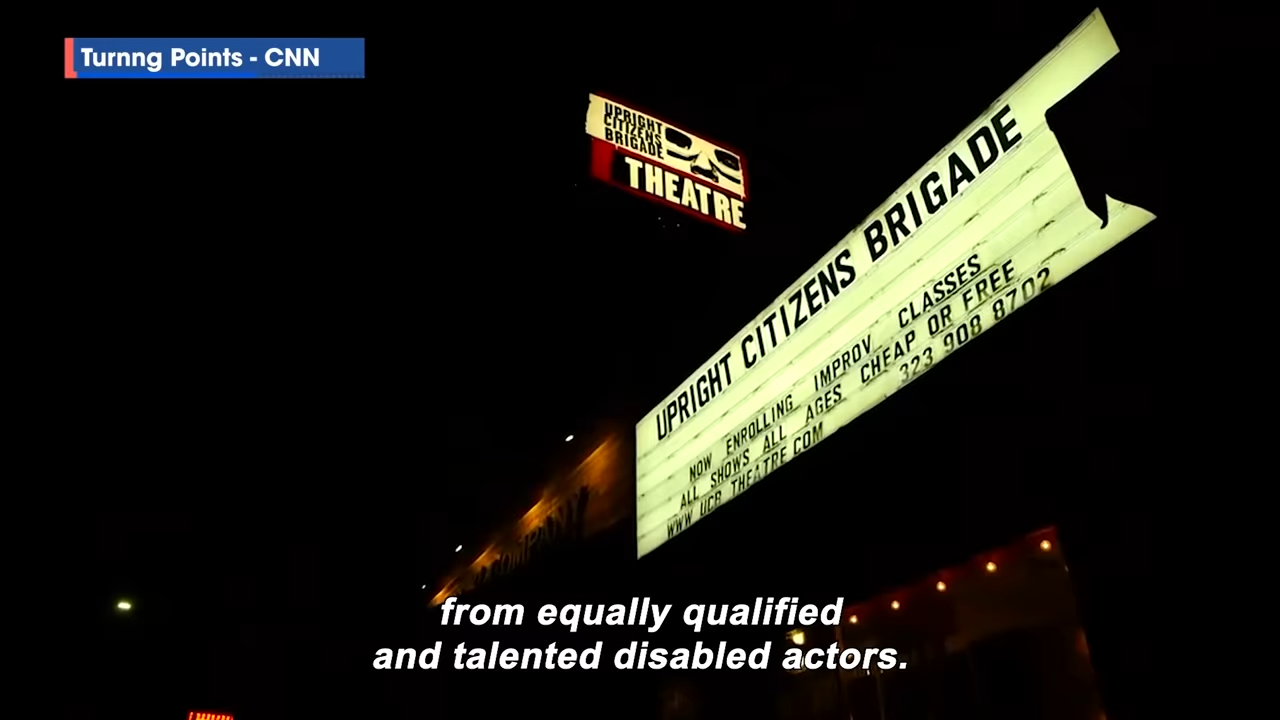 Turnng Points - CNN
UPRIGHT
CITIZENS
BRIGADE
THEATRE
UPRIGHT CITIZENS BRIGADE
NOW ENROLLING IMPROV CLASSES
ALL SHOWS ALL AGES CHEAP OR FREE
WWW UCB THEATRE COM 323 908 8702
from equally qualified
and talented disabled actors.